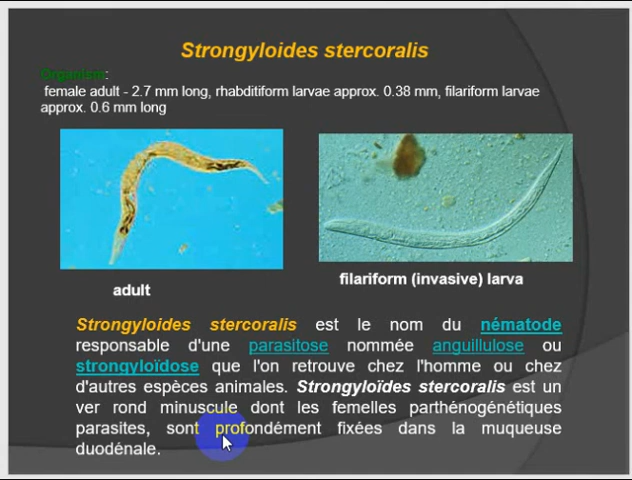 Strongyloides stercoralis
Organism:
female adult - 2.7 mm long, rhabditiform larvae approx. 0.38 mm, filariform larvae
approx. 0.6 mm long
adult
filariform (invasive) larva
Strongyloides stercoralis est le nom du nématode
responsable d'une parasitose nommée anguillulose ou
strongyloïdose que l'on retrouve chez l'homme ou chez
d'autres espèces animales. Strongyloïdes stercoralis est un
ver rond minuscule dont les femelles parthénogénétiques
parasites, sont profondément fixées dans la muqueuse
duodénale.